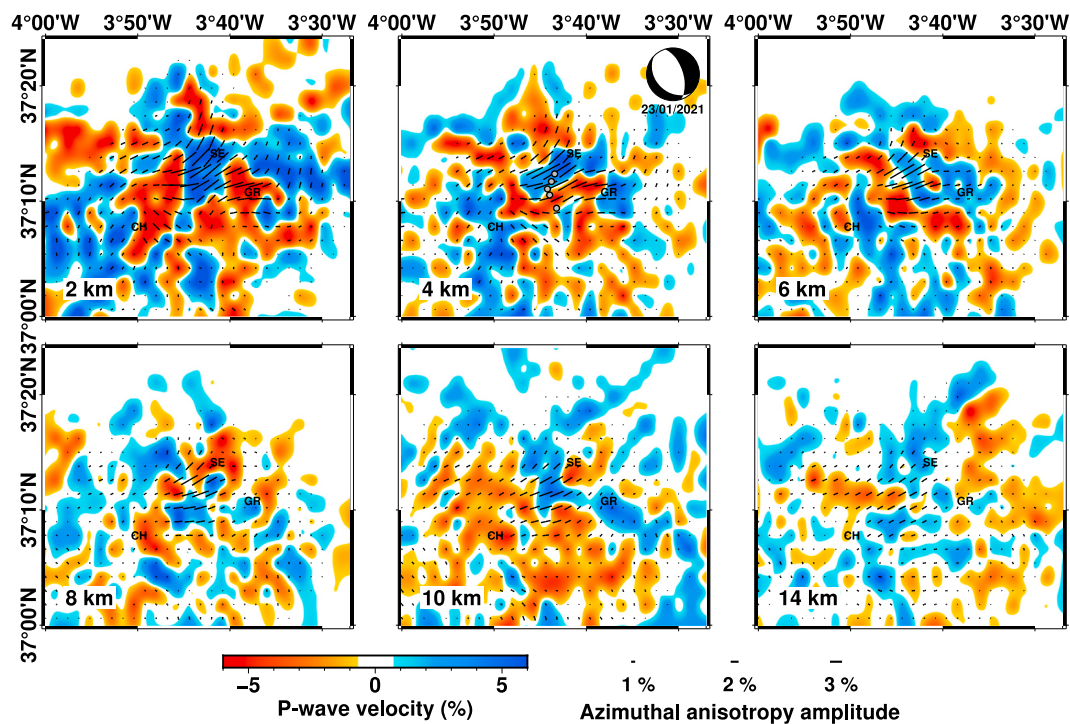 4°00'W 3°50'W 3°40'W 3°30'W 4°00'W 3°50'W 3°40'W 3°30'W 4°00'W 3°50'W 3°40'W 3°30'W
37°20'N
37°10'N
37°00'N
23/01/2021
SE
GR
CH
2 km
SE
GR
CH
4 km
SE
GR
CH
6 km
37°20'N
37°10'N
37°00'N
SE
GR
CH
8 km
SE
GR
CH
10 km
SE
GR
CH
14 km
−5 0 5
P-wave velocity (%)
1 % 2 % 3 %
Azimuthal anisotropy amplitude